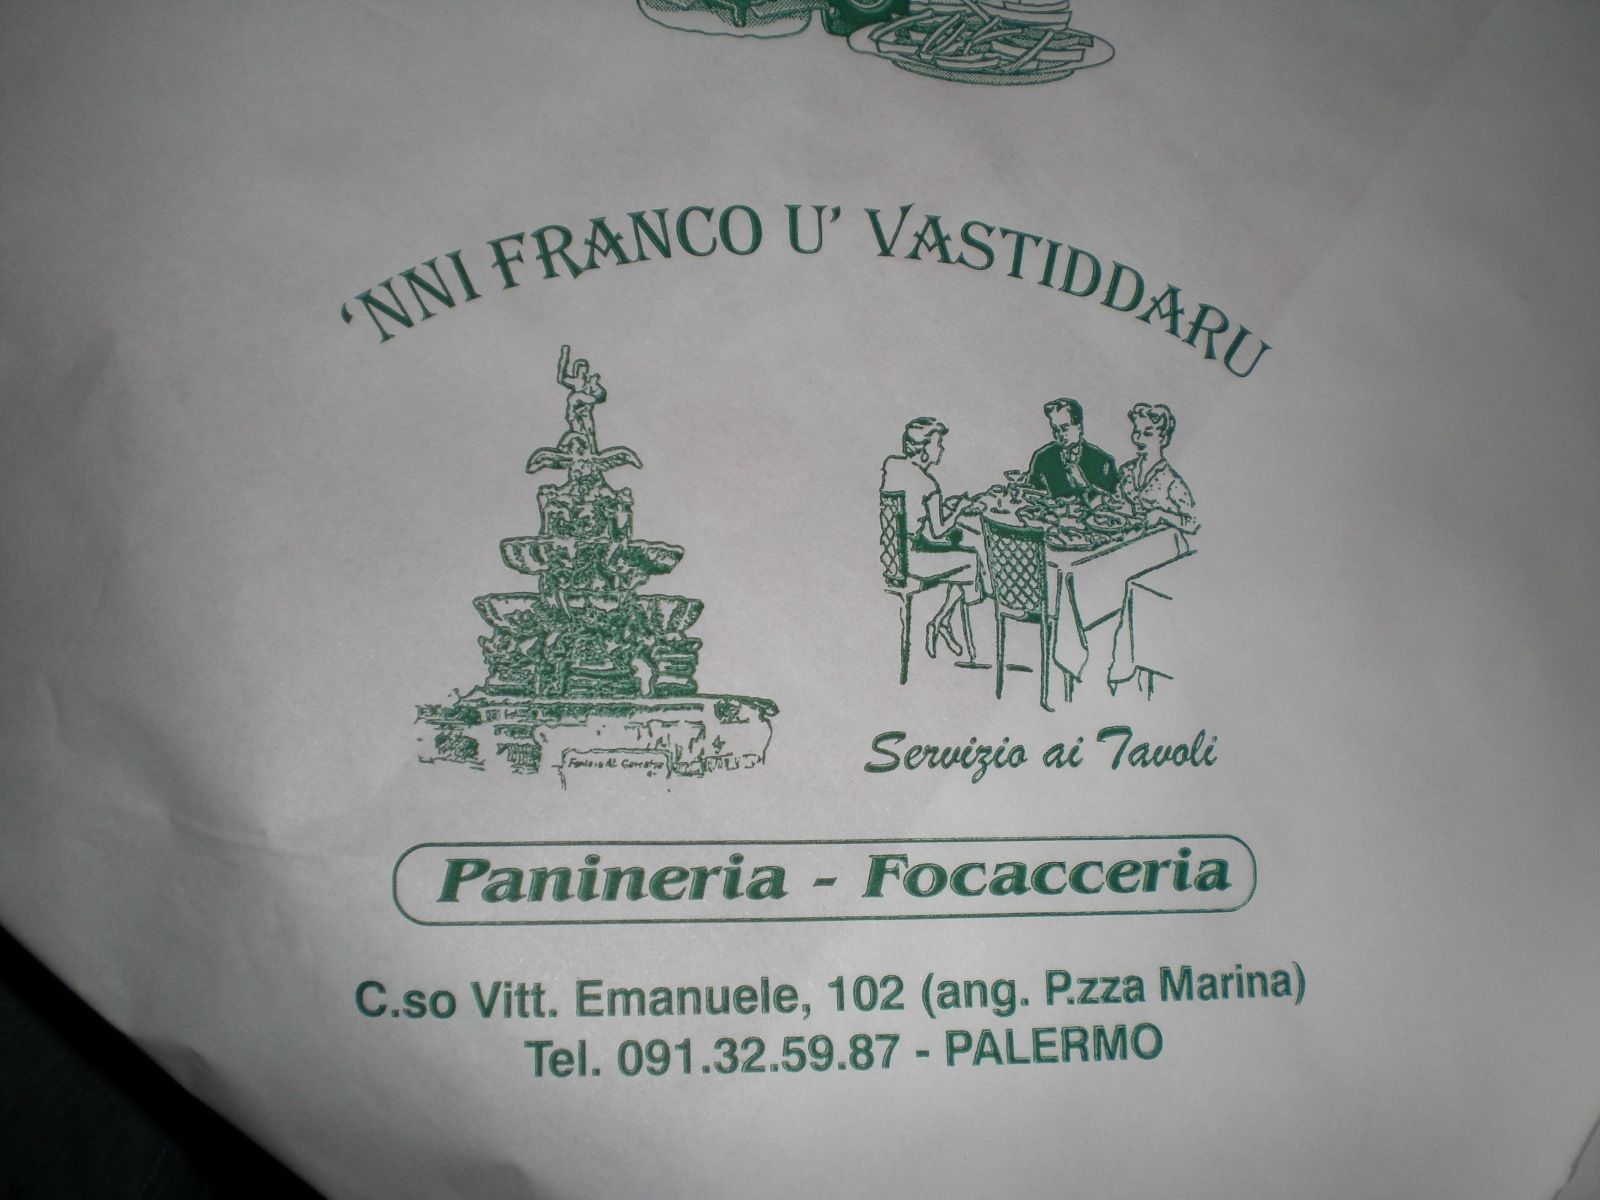 'NNI FRANCO U' VASTIDDARU
Servizio ai Tavoli
Panineria - Focacceria
C.so Vitt. Emanuele, 102 (ang. P.zza Marina)
Tel. 091.32.59.87 - PALERMO